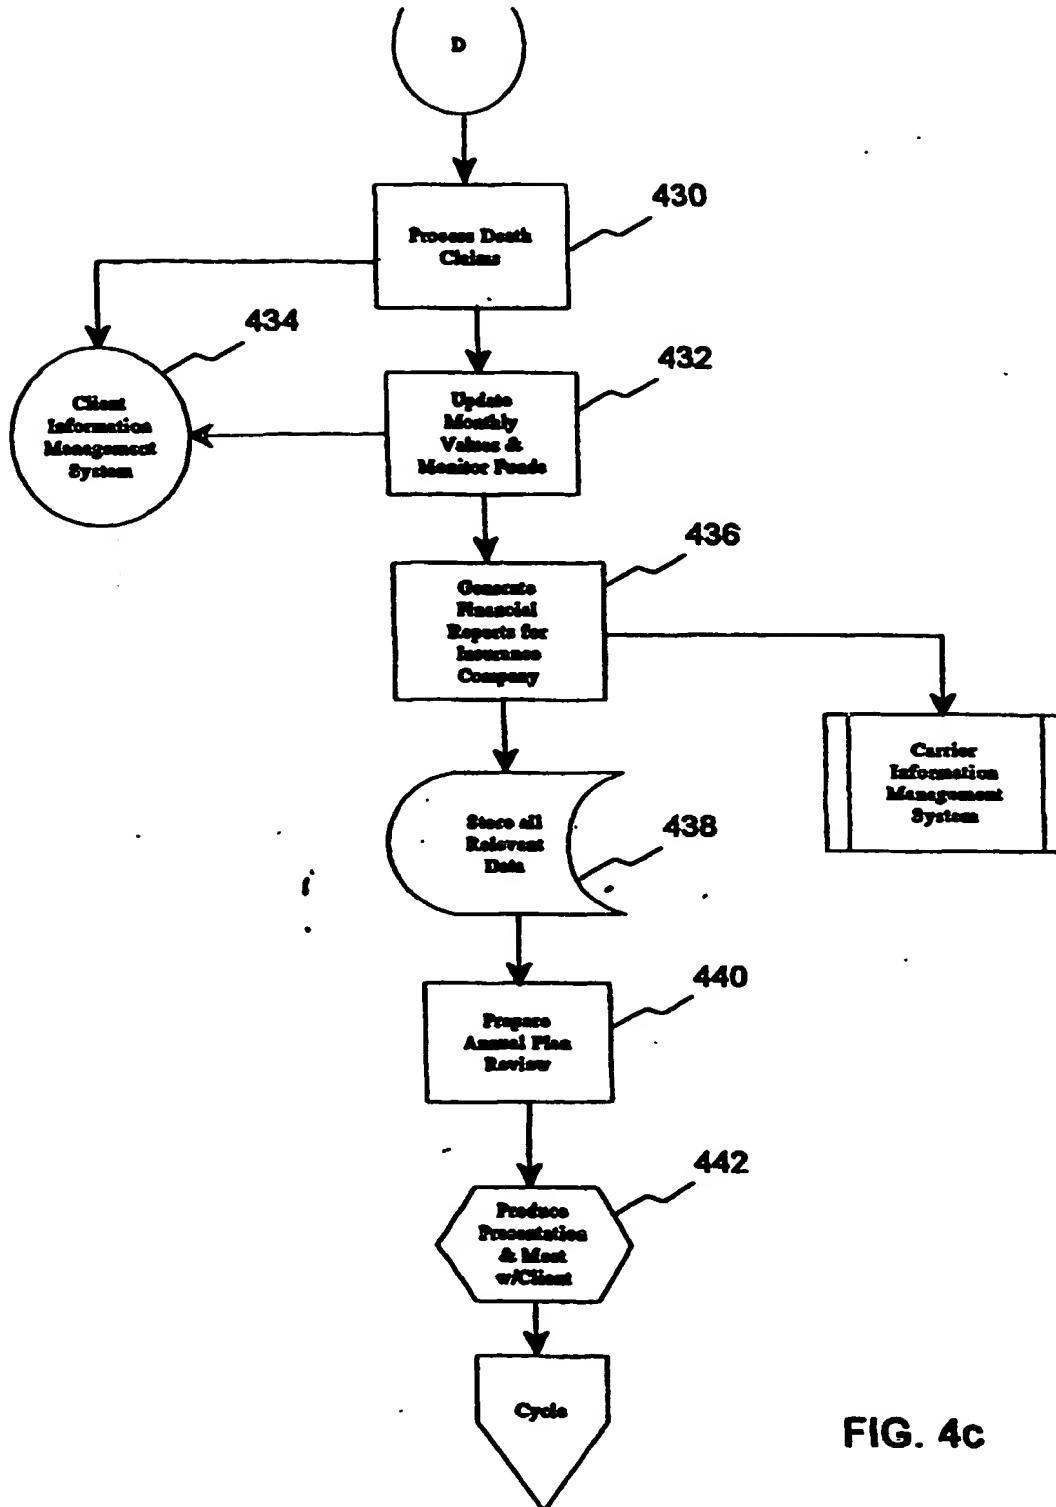 D
430
Process Death
Claims
434
Client
Information
Management
System
432
Update
Monthly
Values &
Monitor Funds
436
Generate
Financial
Reports for
Insurance
Company
Carrier
Information
Management
System
438
Store all
Relevant
Data
440
Prepare
Annual Plan
Review
442
Produce
Presentation
& Meet
w/Client
Cycle
FIG. 4c